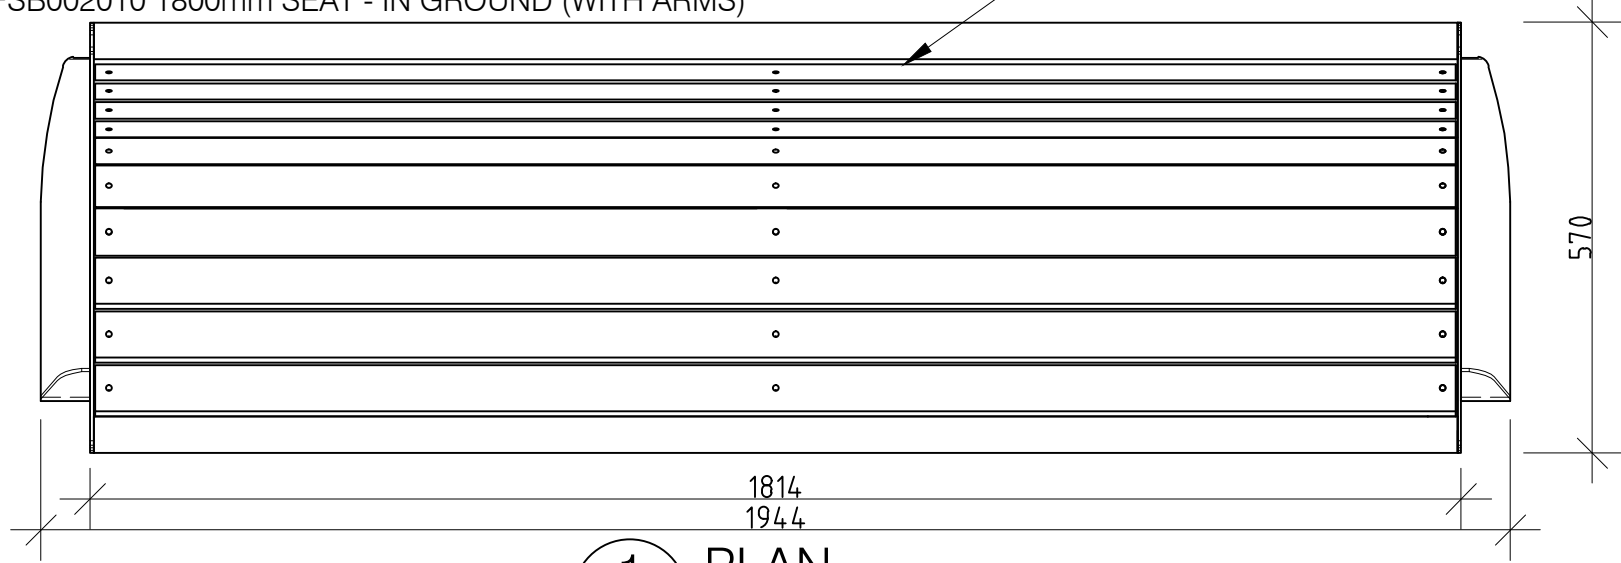 SB002010 1800mm SEAT - IN GROUND (WITH ARMS)
570
1814
1944
1 PLAN